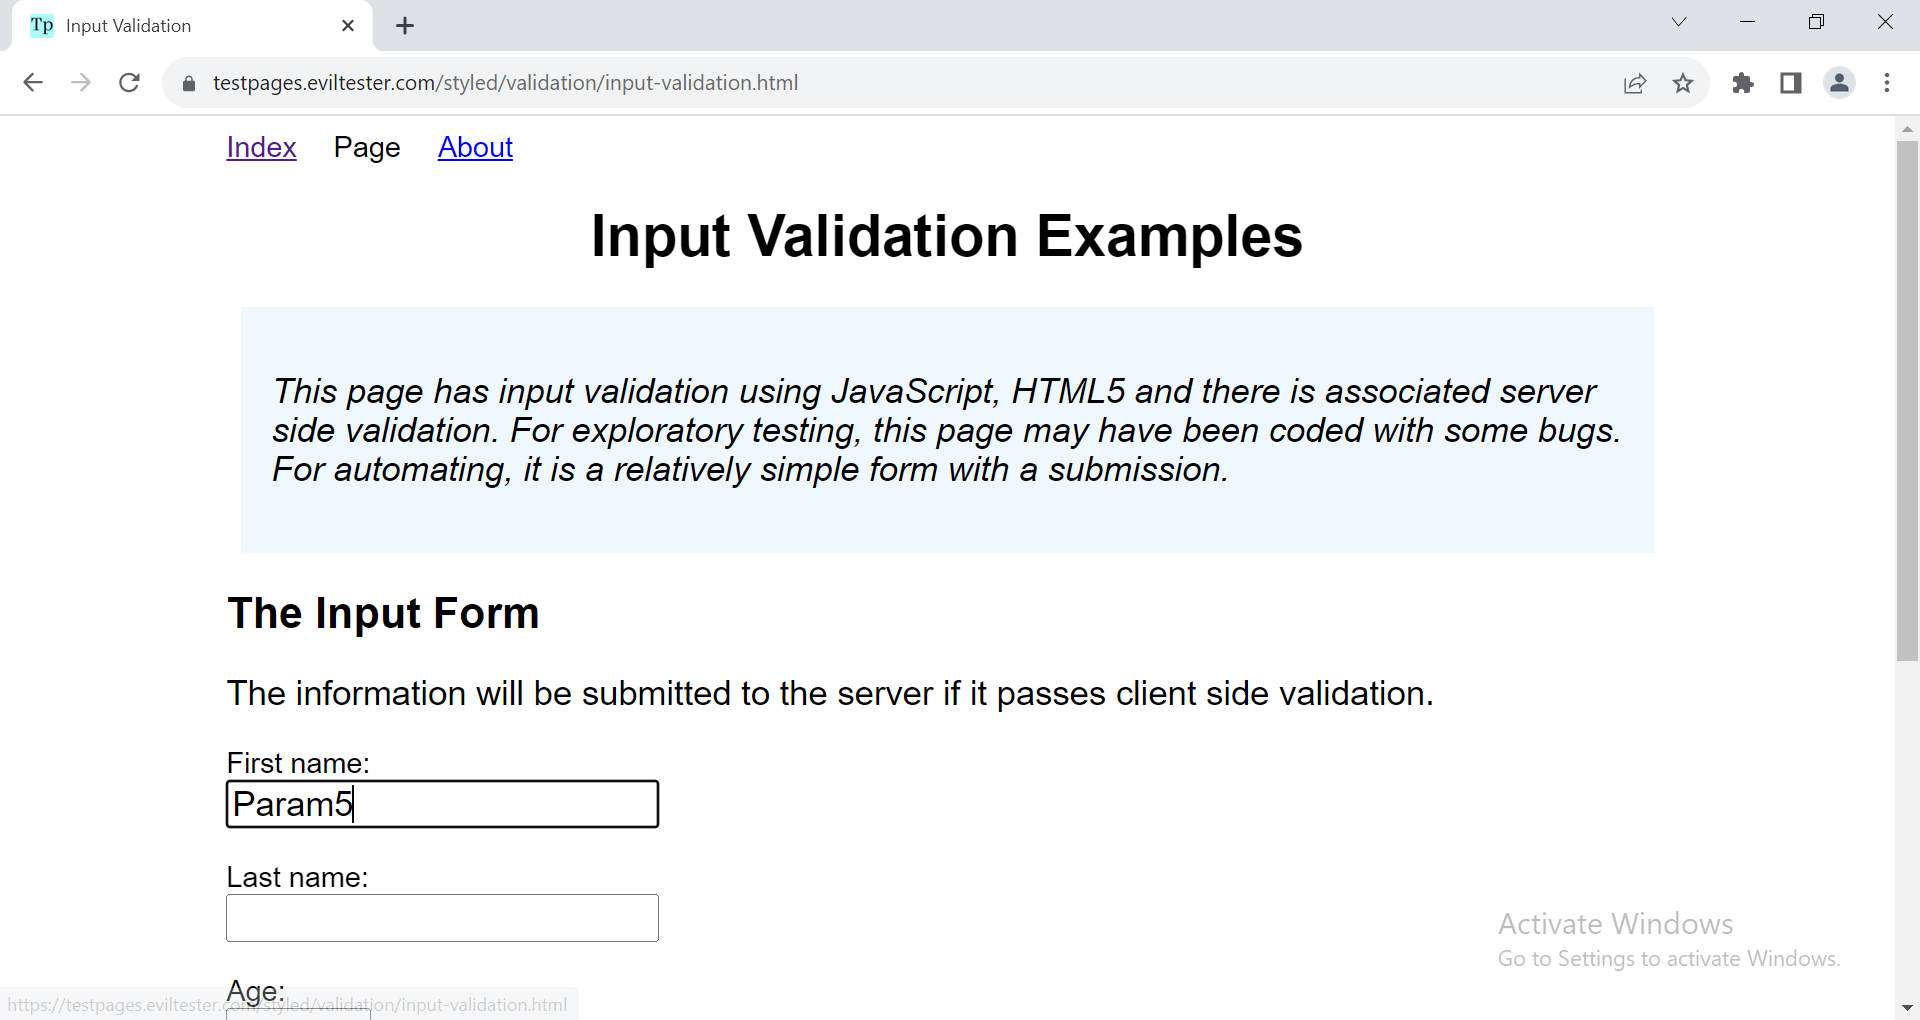 Tp Input Validation
testpages.eviltester.com/styled/validation/input-validation.html
Index Page About
Input Validation Examples
This page has input validation using JavaScript, HTML5 and there is associated server
side validation. For exploratory testing, this page may have been coded with some bugs.
For automating, it is a relatively simple form with a submission.
The Input Form
The information will be submitted to the server if it passes client side validation.
First name:
Param5
Last name:
Activate Windows
Go to Settings to activate Windows.
Age:
https://testpages.eviltester.com/styled/validation/input-validation.html